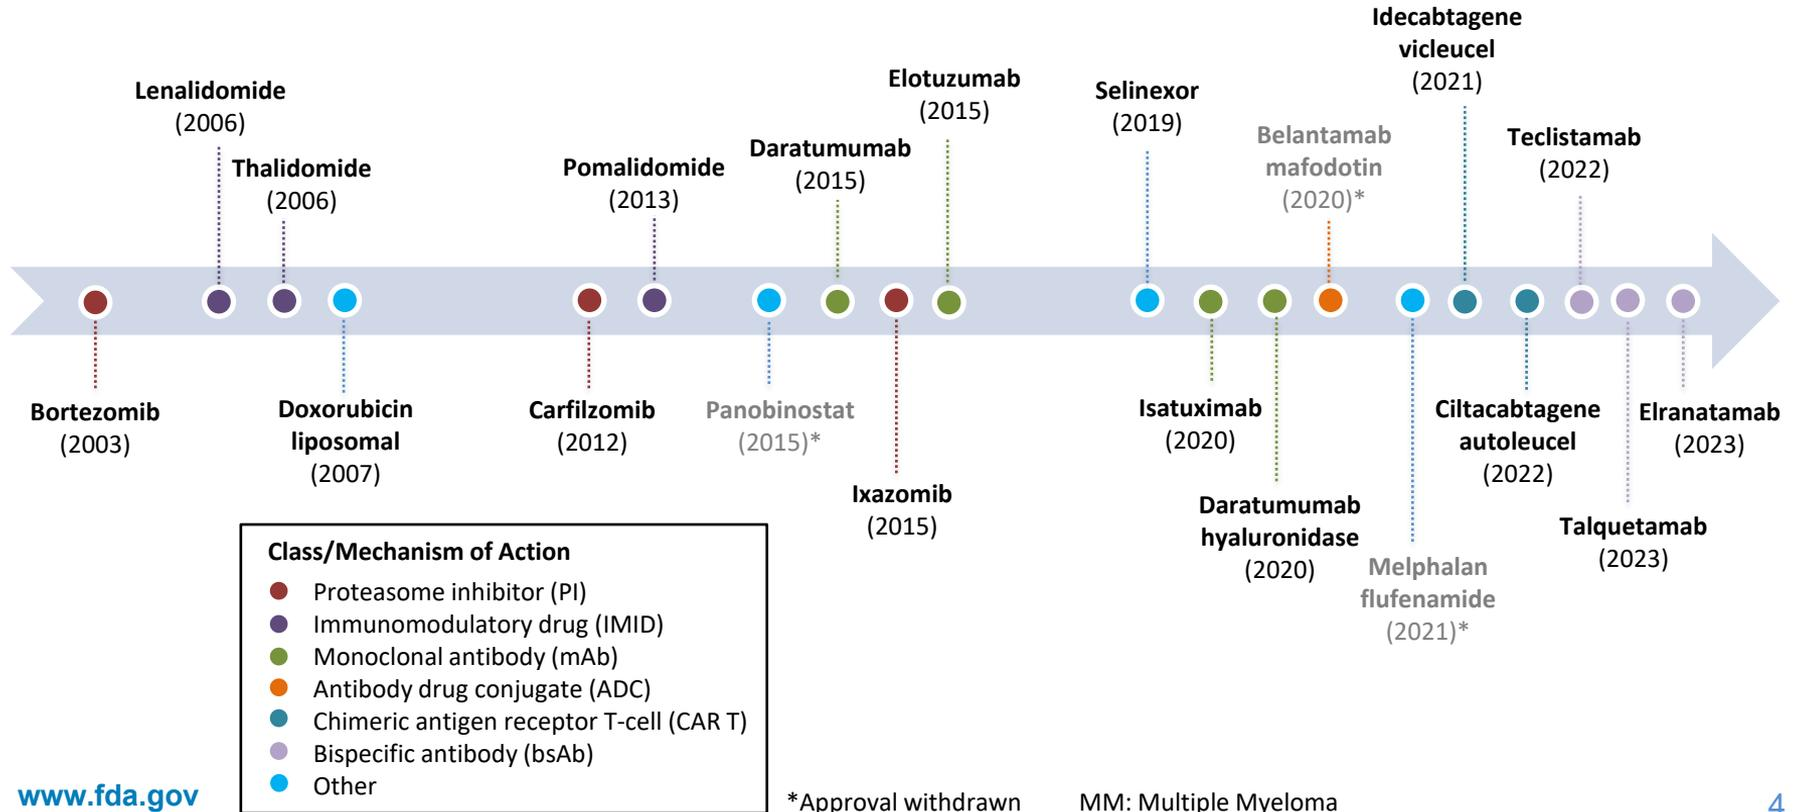 Lenalidomide
(2006)
Thalidomide
(2006)
Pomalidomide
(2013)
Daratumumab
(2015)
Elotuzumab
(2015)
Selinexor
(2019)
Belantamab
mafodotin
(2020)*
Idecabtagene
vicleucel
(2021)
Teclistamab
(2022)
Bortezomib
(2003)
Doxorubicin
liposomal
(2007)
Carfilzomib
(2012)
Panobinostat
(2015)*
Ixazomib
(2015)
Isatuximab
(2020)
Daratumumab
hyaluronidase
(2020)
Melphalan
flufenamide
(2021)*
Ciltacabtagene
autoleucel
(2022)
Talquetamab
(2023)
Elranatamab
(2023)
Class/Mechanism of Action
Proteasome inhibitor (PI)
Immunomodulatory drug (IMID)
Monoclonal antibody (mAb)
Antibody drug conjugate (ADC)
Chimeric antigen receptor T-cell (CAR T)
Bispecific antibody (bsAb)
Other
www.fda.gov
*Approval withdrawn
MM: Multiple Myeloma
4